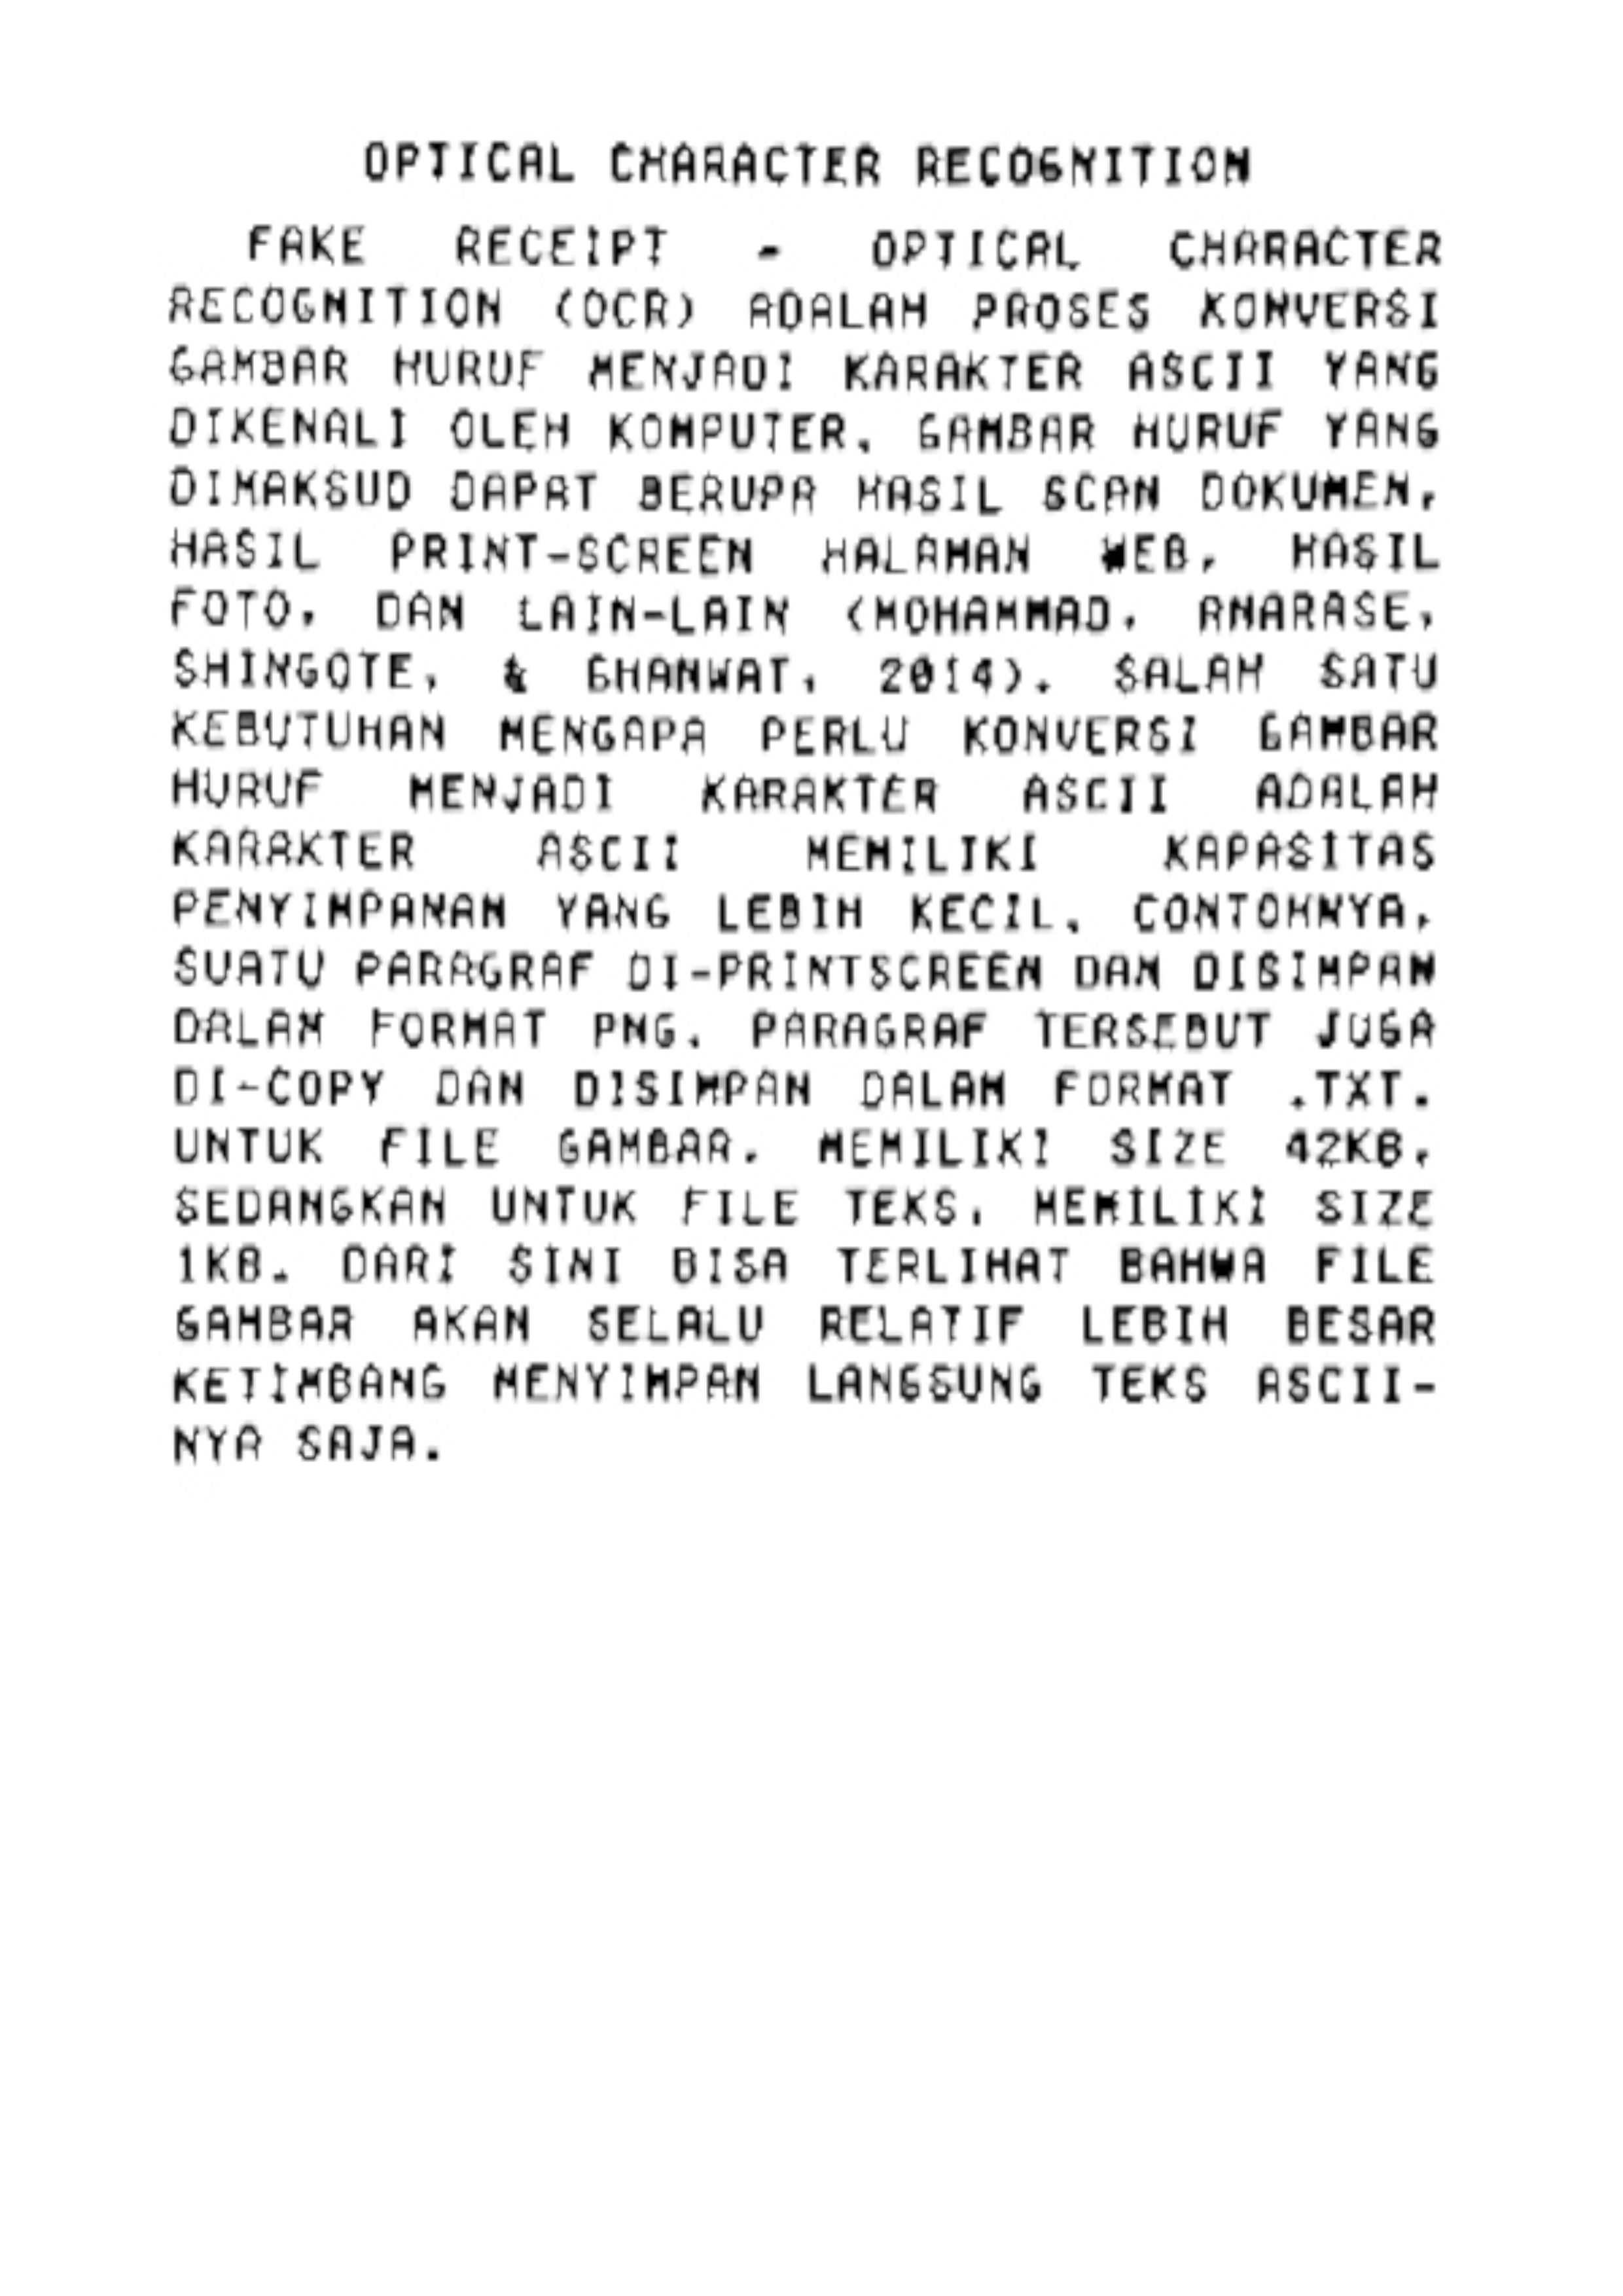 OPTICAL CHARACTER RECOGNITION
FAKE RECEIPT - OPTICAL CHARACTER
RECOGNITION (OCR) ADALAH PROSES KONVERSI
GAMBAR HURUF MENJADI KARAKTER ASCII YANG
DIKENALI OLEH KOMPUTER. GAMBAR HURUF YANG
DIMAKSUD DAPAT BERUPA HASIL SCAN DOKUMEN,
HASIL PRINT-SCREEN HALAMAN WEB, HASIL
FOTO, DAN LAIN-LAIN (MOHAMMAD, ANARASE,
SHINGOTE, & GHANWAT, 2014). SALAH SATU
KEBUTUHAN MENGAPA PERLU KONVERSI GAMBAR
HURUF MENJADI KARAKTER ASCII ADALAH
KARAKTER ASCII MEMILIKI KAPASITAS
PENYIMPANAN YANG LEBIH KECIL. CONTOHNYA,
SUATU PARAGRAF DI-PRINTSCREEN DAN DISIMPAN
DALAM FORMAT PNG. PARAGRAF TERSEBUT JUGA
DI-COPY DAN DISIMPAN DALAM FORMAT .TXT.
UNTUK FILE GAMBAR, MEMILIKI SIZE 42KB,
SEDANGKAN UNTUK FILE TEKS, MEMILIKI SIZE
1KB. DARI SINI BISA TERLIHAT BAHWA FILE
GAMBAR AKAN SELALU RELATIF LEBIH BESAR
KETIMBANG MENYIMPAN LANGSUNG TEKS ASCII-
NYA SAJA.